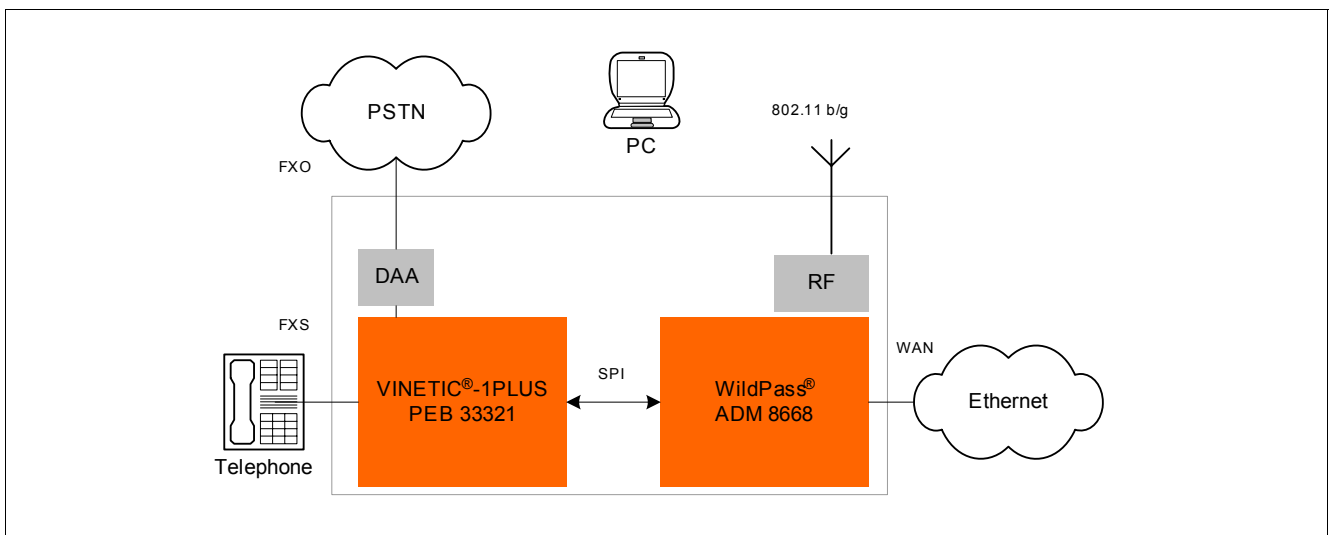 PSTN
PC
802.11 b/g
FXO
DAA
RF
FXS
VINETIC®-1PLUS
PEB 33321
SPI
WildPass®
ADM 8668
WAN
Ethernet
Telephone